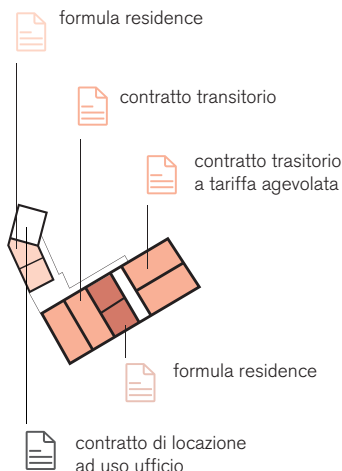 formula residence
contratto transitorio
contratto trasitorio
a tariffa agevolata
formula residence
contratto di locazione
ad uso ufficio